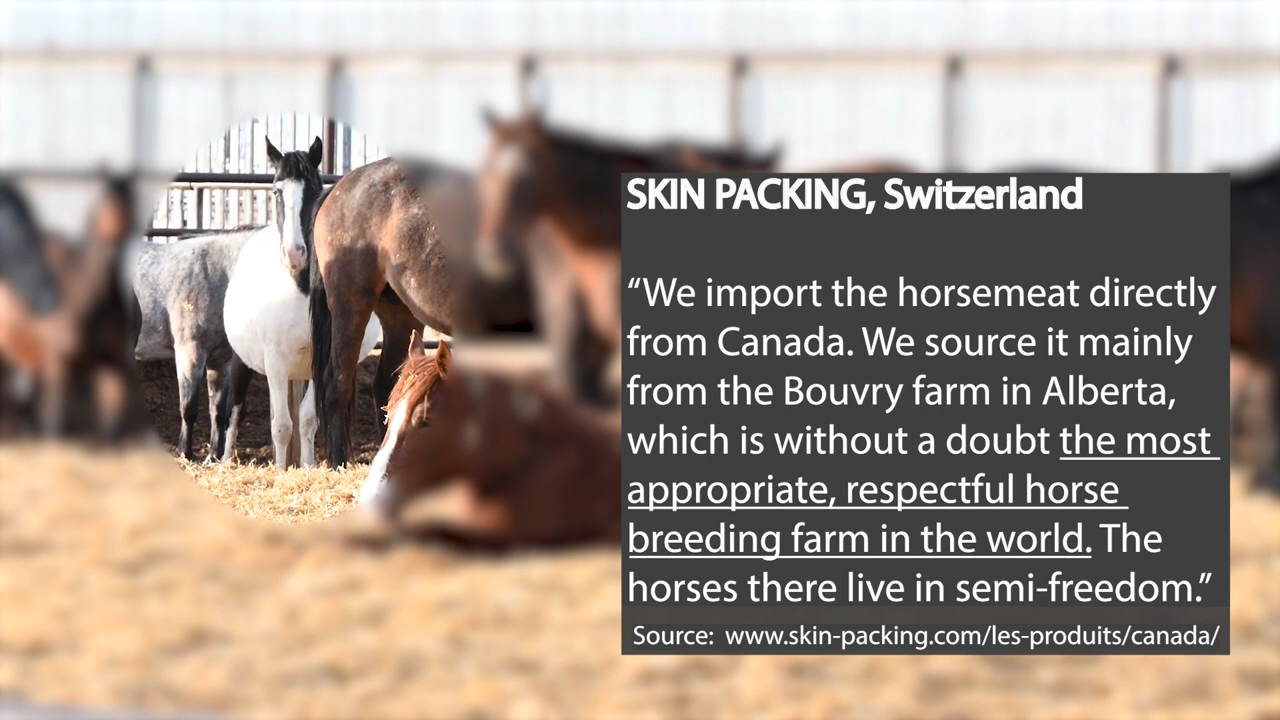 SKIN PACKING, Switzerland
“We import the horsemeat directly
from Canada. We source it mainly
from the Bouvry farm in Alberta,
which is without a doubt the most
appropriate, respectful horse
breeding farm in the world. The
horses there live in semi-freedom.”
Source: www.skin-packing.com/les-produits/canada/